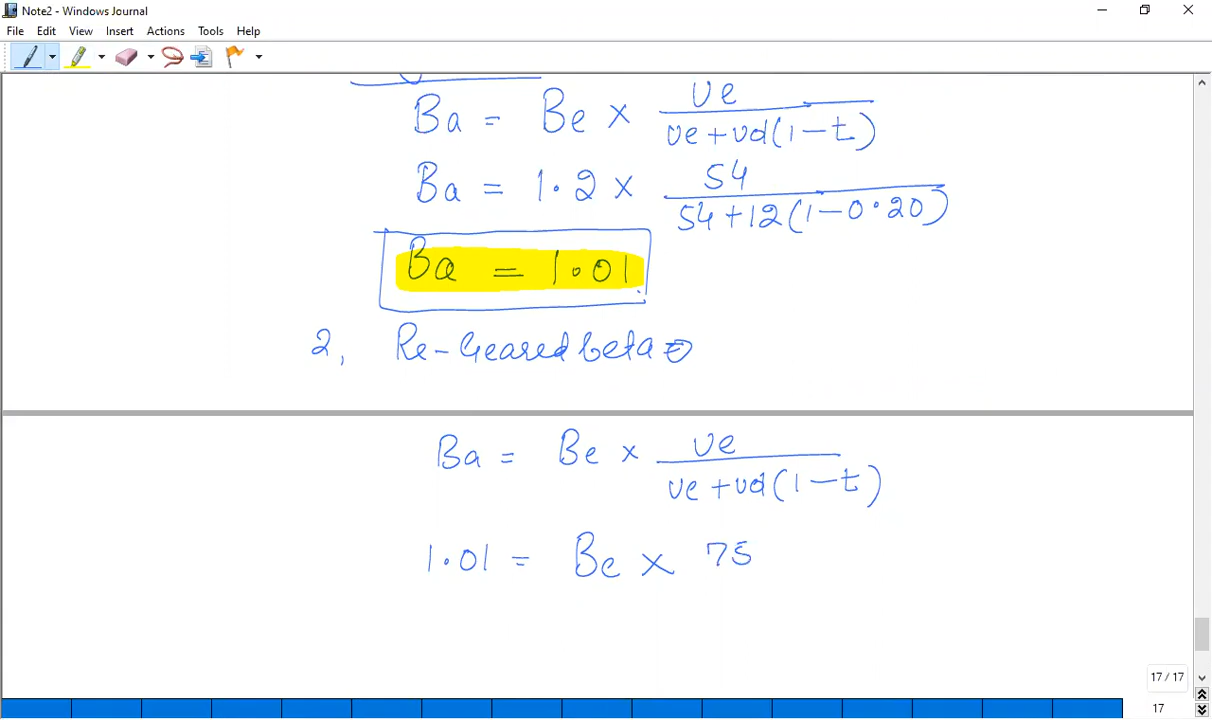 Note2 - Windows Journal
File Edit View Insert Actions Tools Help
Ba = Be × ve / ve+vd(1-t)
Ba = 1.2 × 54 / 54+12(1-0.20)
Ba = 1.01
2, Re-Geared beta
Ba = Be × ve / ve+vd(1-t)
1.01 = Be × 75
17 / 17
17